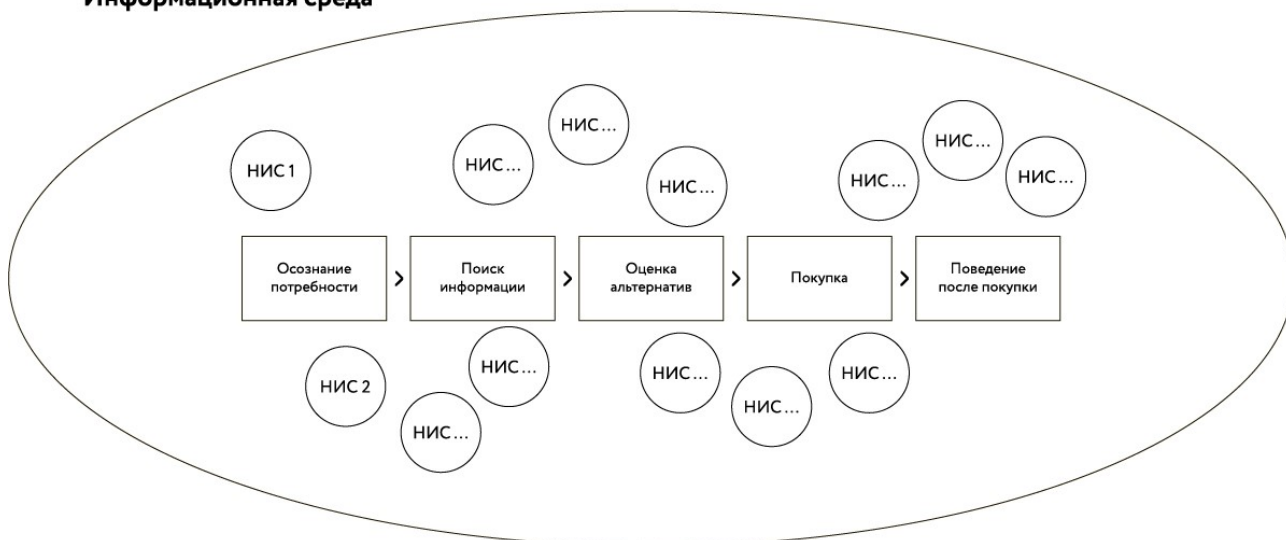 Информационная среда
НИС...
НИС...
НИС 1
НИС...
НИС...
НИС...
НИС...
Осознание
потребности
>
Поиск
информации
>
Оценка
альтернатив
>
Покупка
>
Поведение
после покупки
НИС 2
НИС...
НИС...
НИС...
НИС...
НИС...